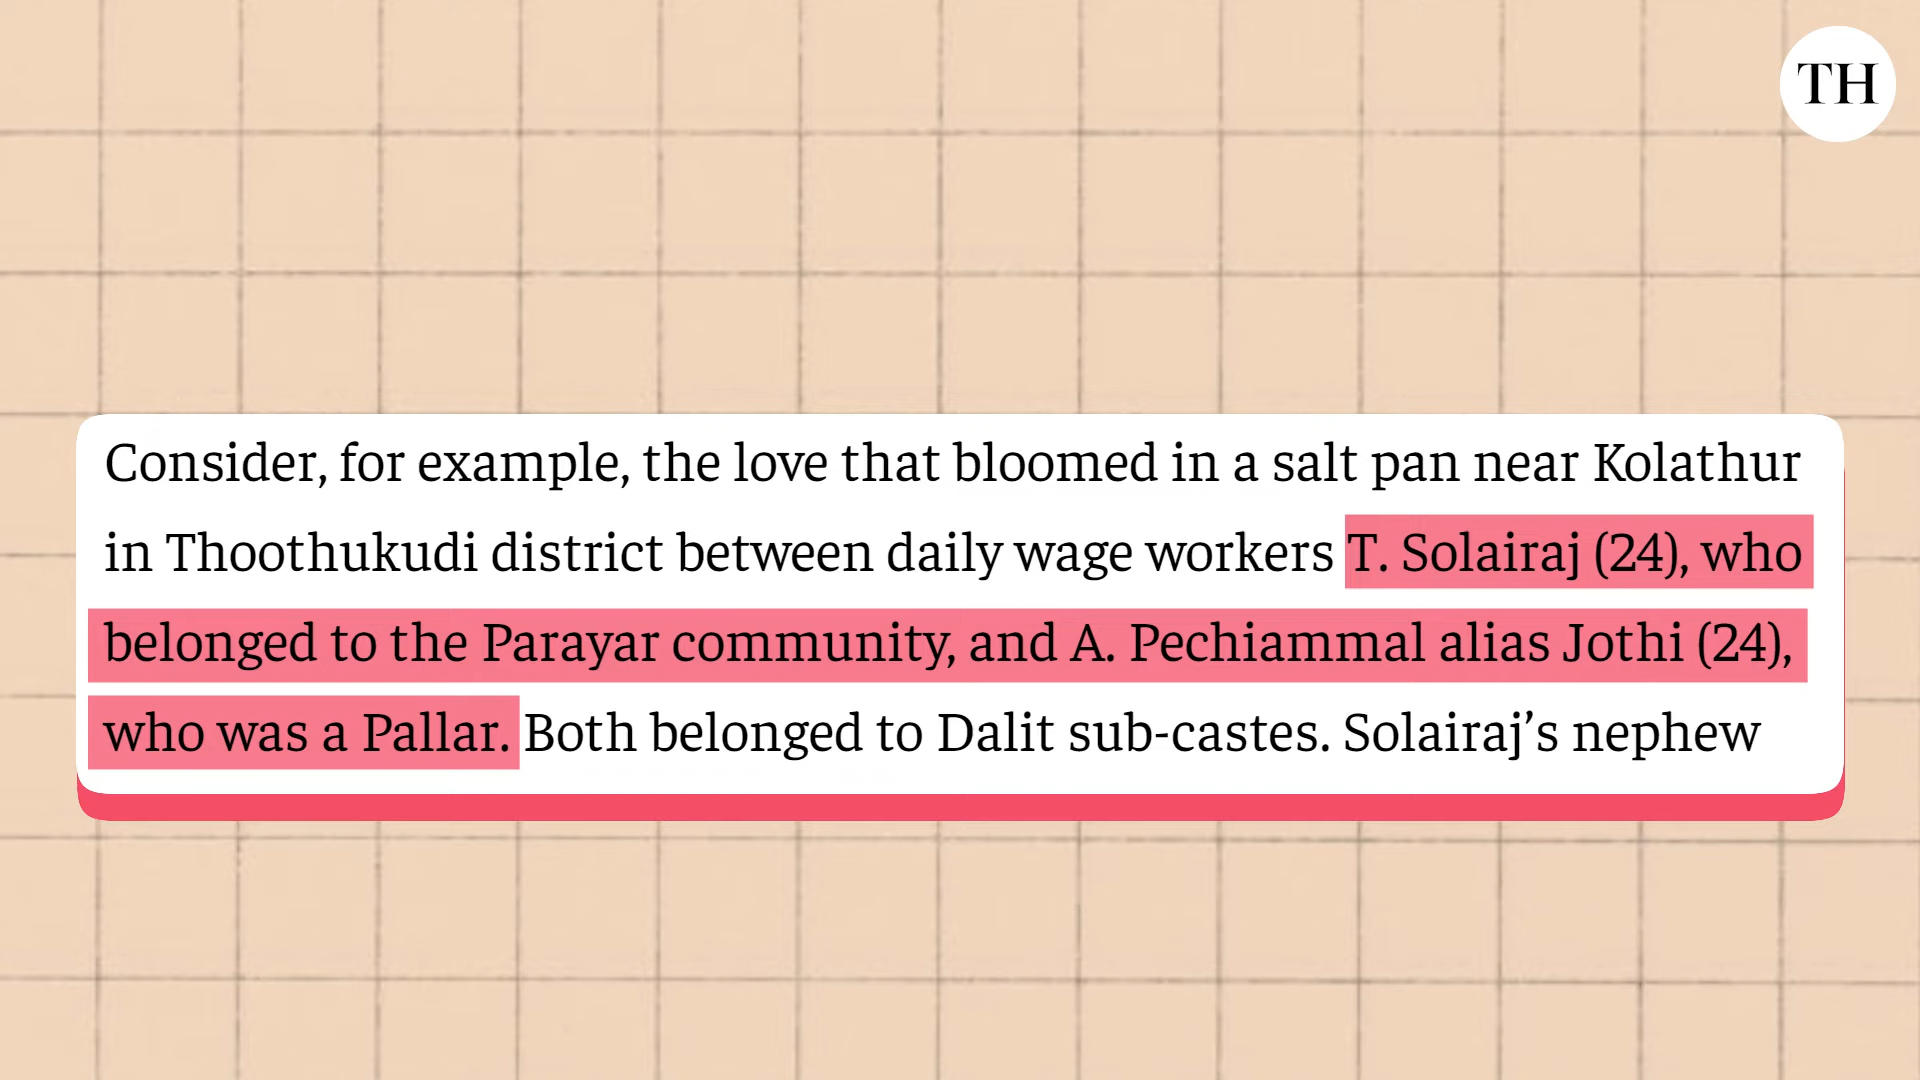 TH
Consider, for example, the love that bloomed in a salt pan near Kolathur
in Thoothukudi district between daily wage workers T. Solairaj (24), who
belonged to the Parayar community, and A. Pechiammal alias Jothi (24),
who was a Pallar. Both belonged to Dalit sub-castes. Solairaj’s nephew